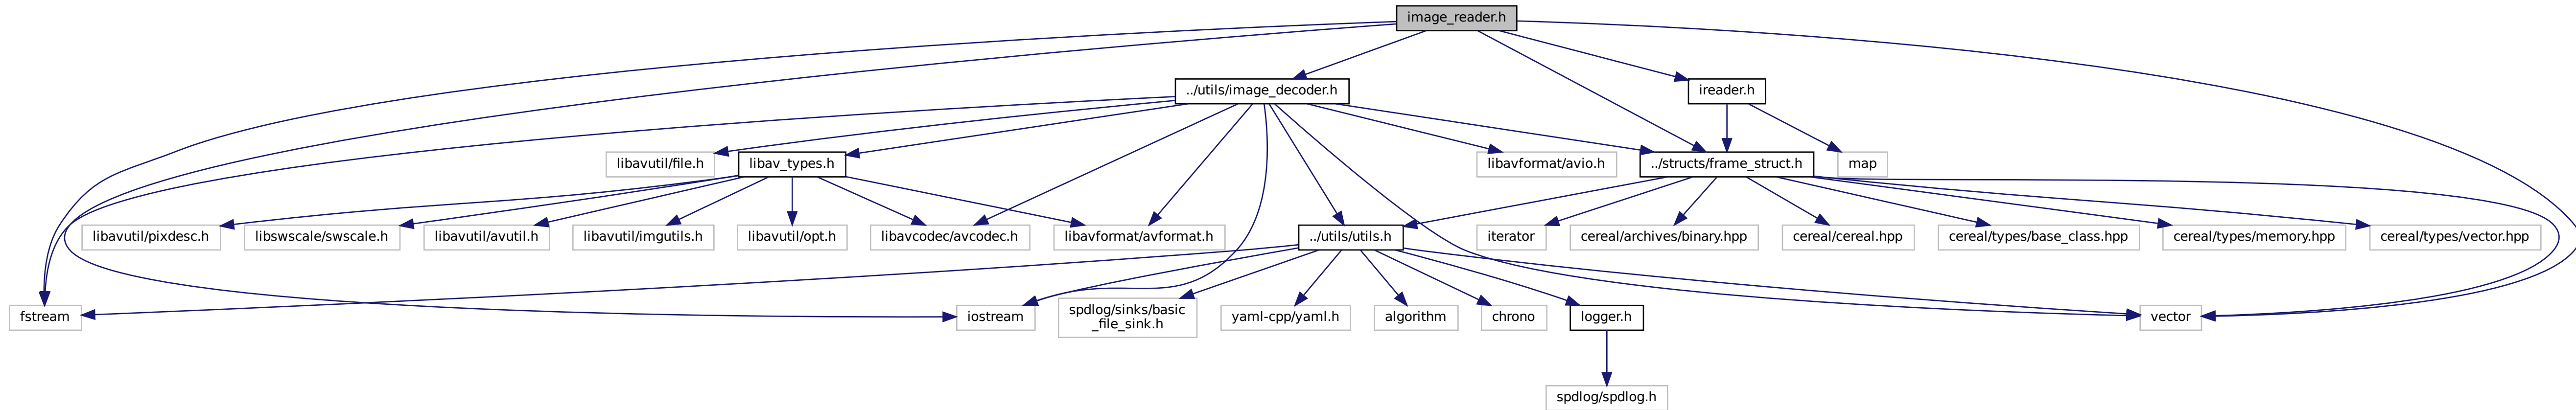 image_reader.h
../utils/image_decoder.h
ireader.h
libavutil/file.h
libav_types.h
libavformat/avio.h
../structs/frame_struct.h
map
libavutil/pixdesc.h
libswscale/swscale.h
libavutil/avutil.h
libavutil/imgutils.h
libavutil/opt.h
libavcodec/avcodec.h
libavformat/avformat.h
../utils/utils.h
iterator
cereal/archives/binary.hpp
cereal/cereal.hpp
cereal/types/base_class.hpp
cereal/types/memory.hpp
cereal/types/vector.hpp
fstream
iostream
spdlog/sinks/basic
_file_sink.h
yaml-cpp/yaml.h
algorithm
chrono
logger.h
vector
spdlog/spdlog.h